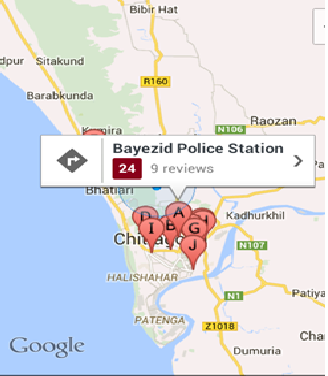 Bibir Hat
dpur
Sitakund
R160
Barabkunda
Raozan
N106
Bayezid Police Station
24 9 reviews
Bhatiari
D A
I B G J
Kadhurkhil
J
N107
HALISHAHAR
N1
Patiya
PATENGA
Z1018
Cha
Google
Dumuria